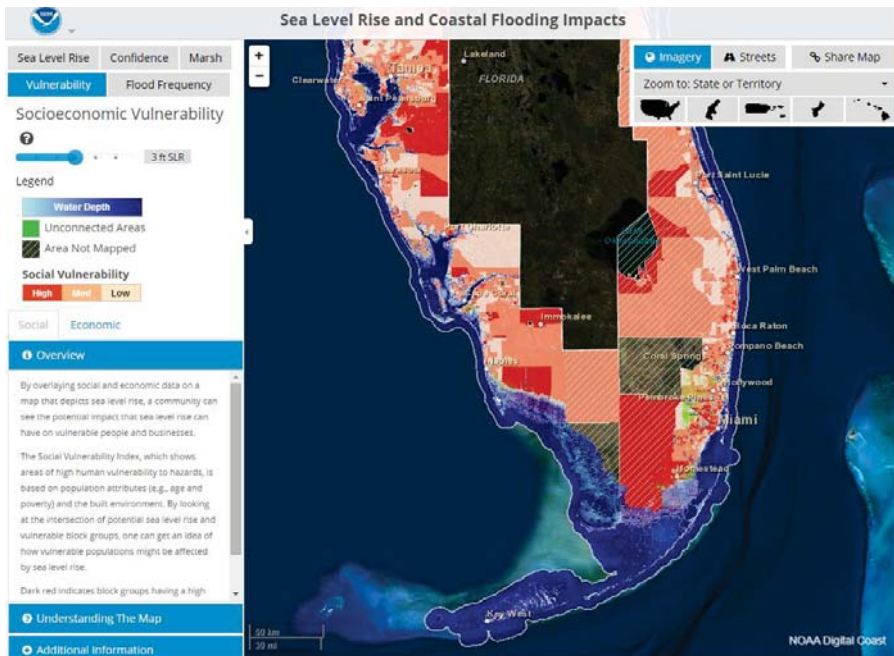 Sea Level Rise and Coastal Flooding Impacts
Sea Level Rise
Confidence
Marsh
Vulnerability
Flood Frequency
Socioeconomic Vulnerability
3 ft SLR
Legend
Water Depth
Unconnected Areas
Area Not Mapped
Social Vulnerability
High
Med
Low
Social
Economic
Overview
By overlaying social and economic data on a
map that depicts sea level rise, a community can
see the potential impact that sea level rise can
have on vulnerable people and businesses.
The Social Vulnerability Index, which shows
areas of high human vulnerability to hazards, is
based on population attributes (e.g., age and
poverty) and the built environment. By looking
at the intersection of potential sea level rise and
vulnerable block groups, one can get an idea of
how vulnerable populations might be affected
by sea level rise.
Dark red indicates block groups having a high
Understanding The Map
Additional Information
+
−
Imagery
Streets
Share Map
Zoom to: State or Territory
Lakeland
FLORIDA
Clearwater
Tampa
Saint Petersburg
Sarasota
Port Saint Lucie
Port Charlotte
West Palm Beach
Cape Coral
Immokalee
Boca Raton
Pompano Beach
Coral Springs
Naples
Hollywood
Pembroke Pines
Miami
Homestead
Key West
50 km
30 mi
NOAA Digital Coast